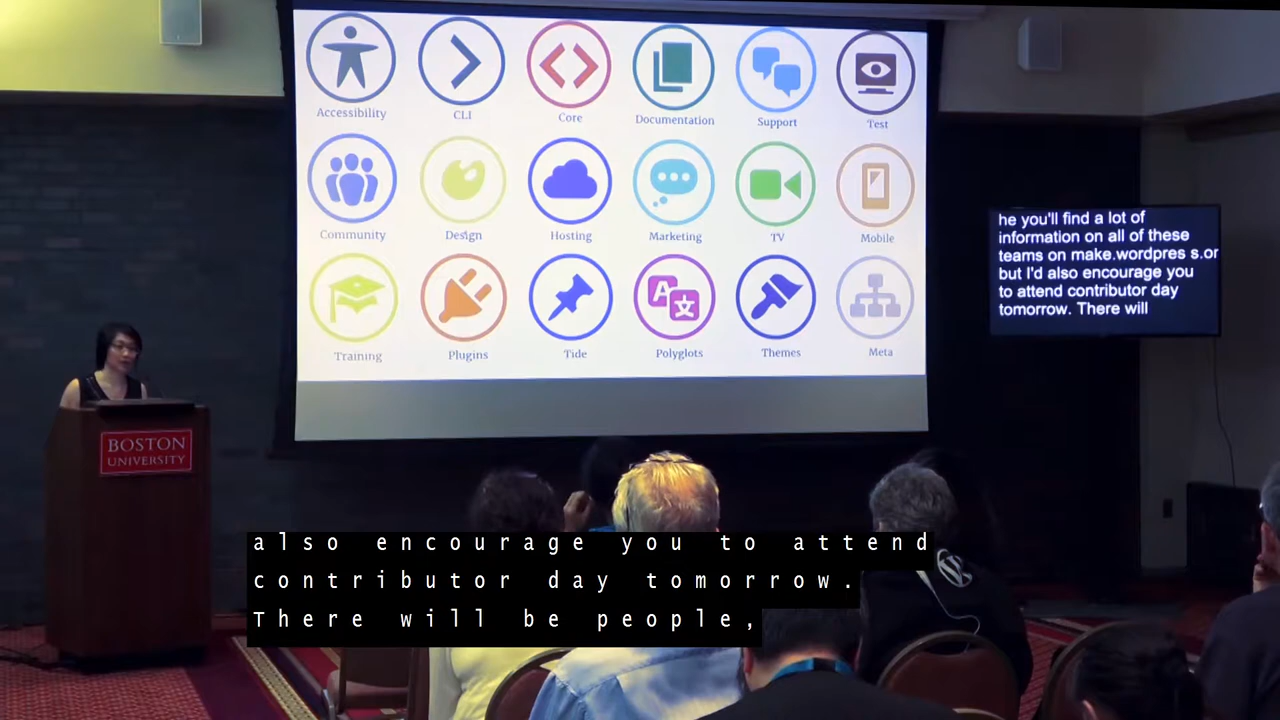 Accessibility CLI Core Documentation Support Test
Community Design Hosting Marketing TV Mobile
Training Plugins Tide Polyglots Themes Meta
he you'll find a lot of
information on all of these
teams on make.wordpres s.or
but I'd also encourage you
to attend contributor day
tomorrow. There will
BOSTON
UNIVERSITY
also encourage you to attend
contributor day tomorrow.
There will be people,